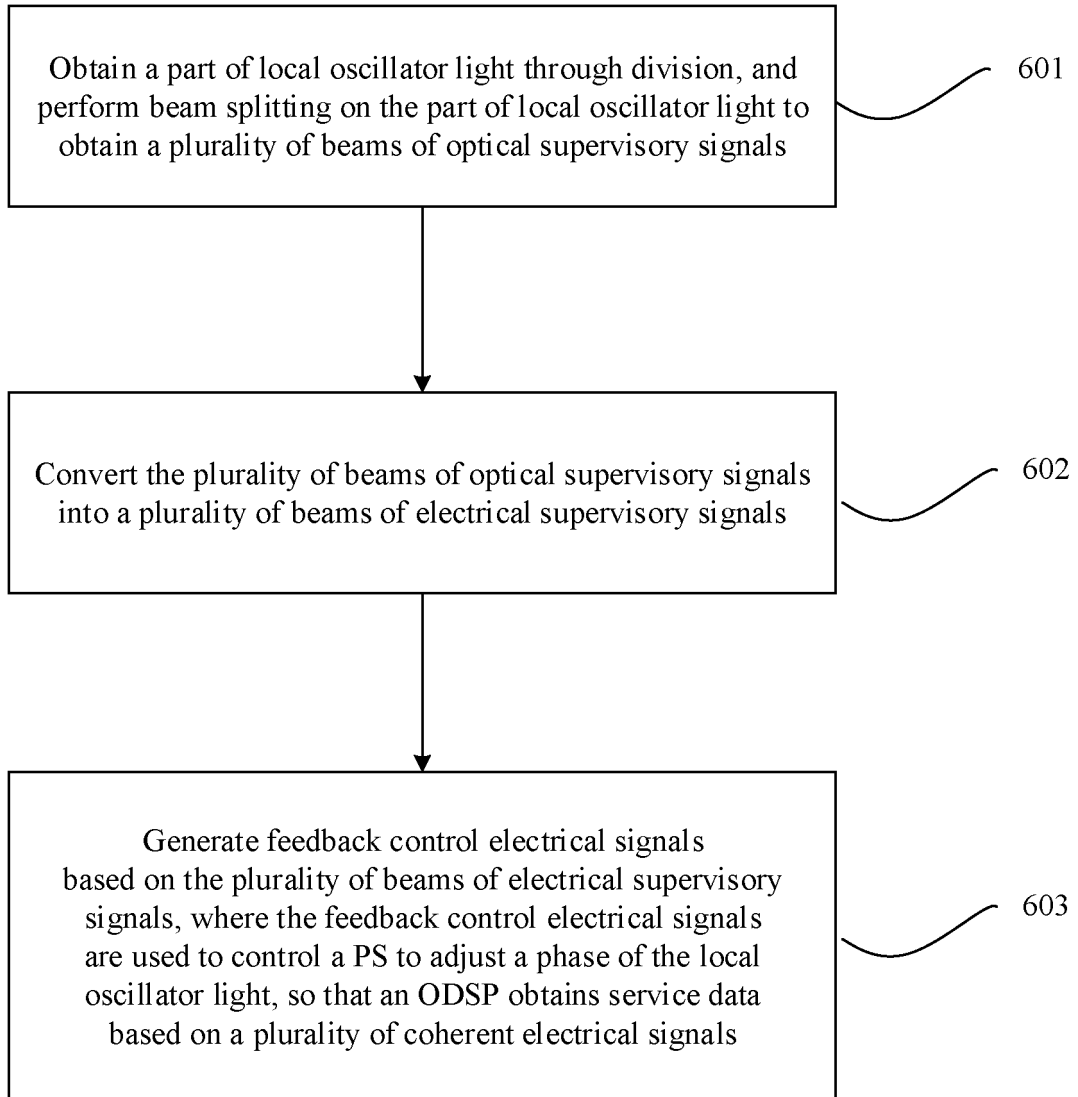 Obtain a part of local oscillator light through division, and
perform beam splitting on the part of local oscillator light to
obtain a plurality of beams of optical supervisory signals
601
Convert the plurality of beams of optical supervisory signals
into a plurality of beams of electrical supervisory signals
602
Generate feedback control electrical signals
based on the plurality of beams of electrical supervisory
signals, where the feedback control electrical signals
are used to control a PS to adjust a phase of the local
oscillator light, so that an ODSP obtains service data
based on a plurality of coherent electrical signals
603